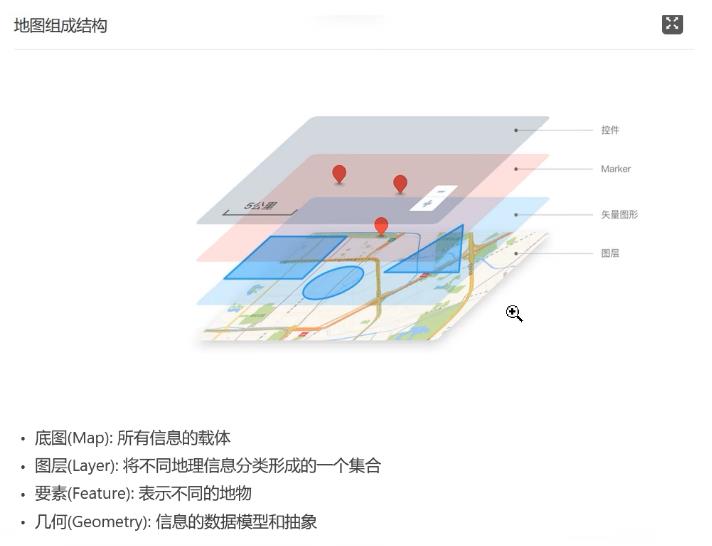 地图组成结构
控件
Marker
5公里
矢量图形
图层
• 底图(Map): 所有信息的载体
• 图层(Layer): 将不同地理信息分类形成的一个集合
• 要素(Feature): 表示不同的地物
• 几何(Geometry): 信息的数据模型和抽象